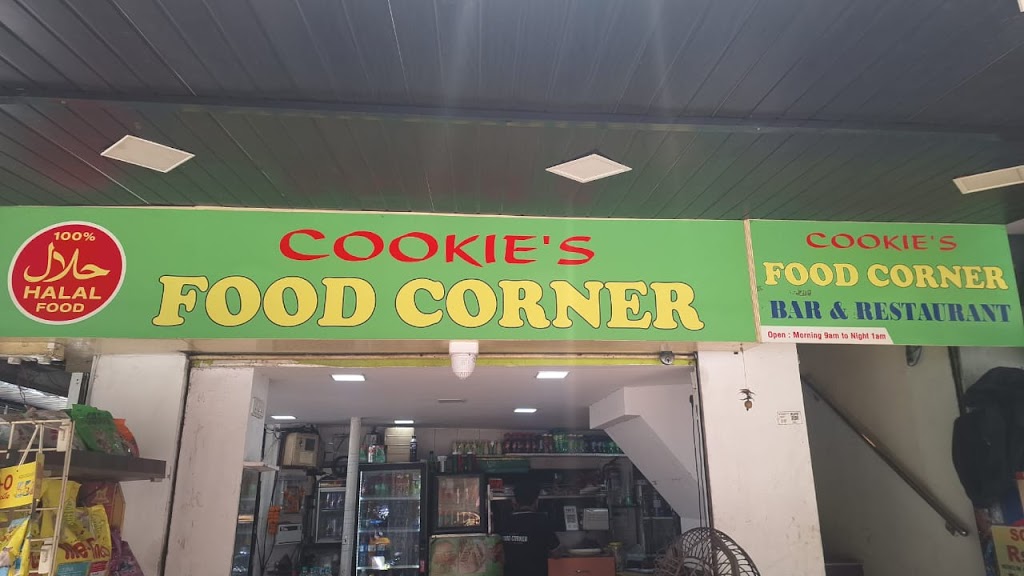 100%
حلال
HALAL
FOOD
COOKIE'S
FOOD CORNER
COOKIE'S
FOOD CORNER
BAR & RESTAURANT
Open : Morning 9am to Night 1am